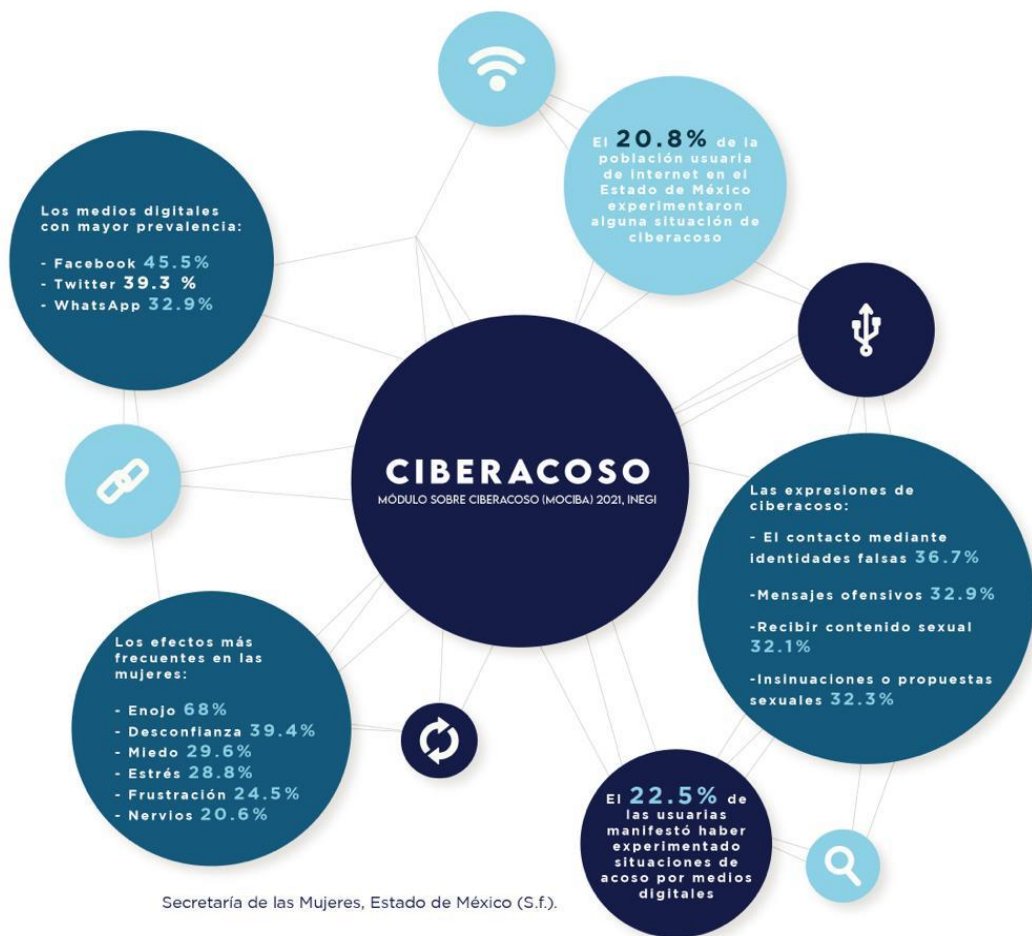 CIBERACOSO
MÓDULO SOBRE CIBERACOSO (MOCIBA) 2021, INEGI
El 20.8% de la
población usuaria
de internet en el
Estado de México
experimentaron
alguna situación de
ciberacoso
Los medios digitales
con mayor prevalencia:
- Facebook 45.5%
- Twitter 39.3 %
- WhatsApp 32.9%
Las expresiones de
ciberacoso:
- El contacto mediante
identidades falsas 36.7%
-Mensajes ofensivos 32.9%
-Recibir contenido sexual
32.1%
-Insinuaciones o propuestas
sexuales 32.3%
Los efectos más
frecuentes en las
mujeres:
- Enojo 68%
- Desconfianza 39.4%
- Miedo 29.6%
- Estrés 28.8%
- Frustración 24.5%
- Nervios 20.6%
El 22.5% de
las usuarias
manifestó haber
experimentado
situaciones de
acoso por medios
digitales
Secretaría de las Mujeres, Estado de México (S.f.).